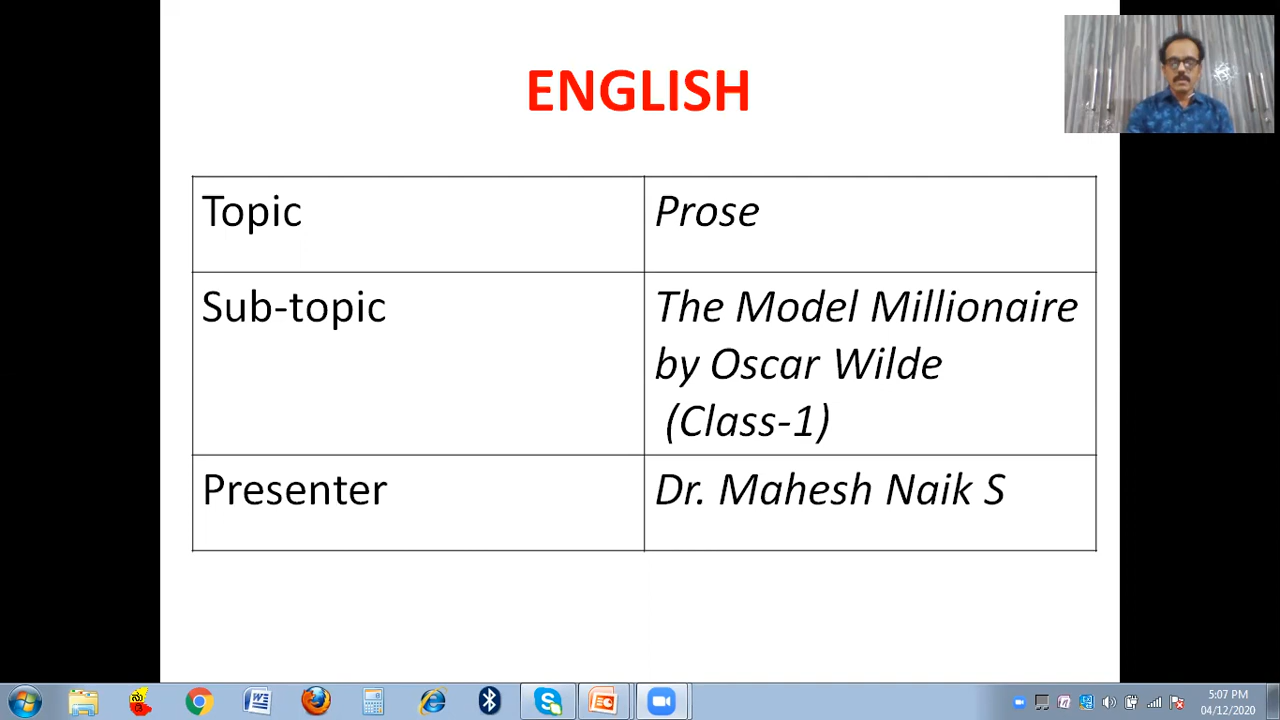 ENGLISH
Topic
Prose
Sub-topic
The Model Millionaire
by Oscar Wilde
(Class-1)
Presenter
Dr. Mahesh Naik S
5:07 PM
04/12/2020